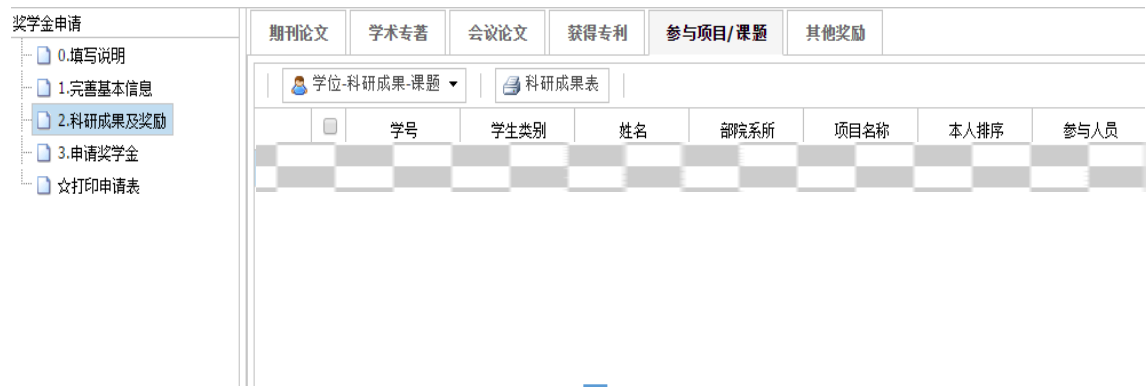 奖学金申请
0.填写说明
1.完善基本信息
2.科研成果及奖励
3.申请奖学金
☆打印申请表
期刊论文 学术专著 会议论文 获得专利 参与项目/课题 其他奖励
学位-科研成果-课题 科研成果表
学号 学生类别 姓名 部院系所 项目名称 本人排序 参与人员